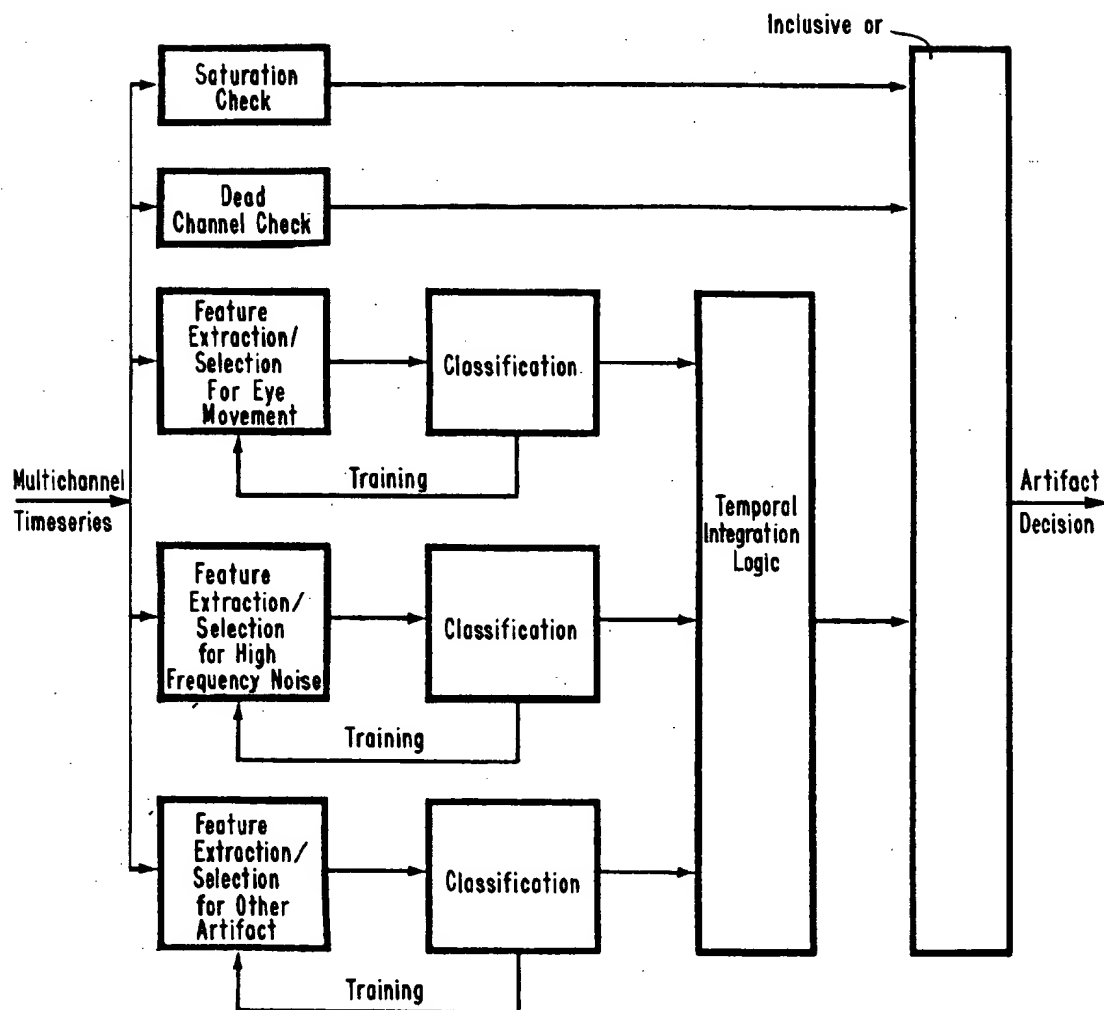 Inclusive or
Saturation
Check
Dead
Channel Check
Feature
Extraction/
Selection
For Eye
Movement
Classification
Training
Multichannel
Timeseries
Feature
Extraction/
Selection
for High
Frequency Noise
Classification
Training
Temporal
Integration
Logic
Artifact
Decision
Feature
Extraction/
Selection
for Other
Artifact
Classification
Training